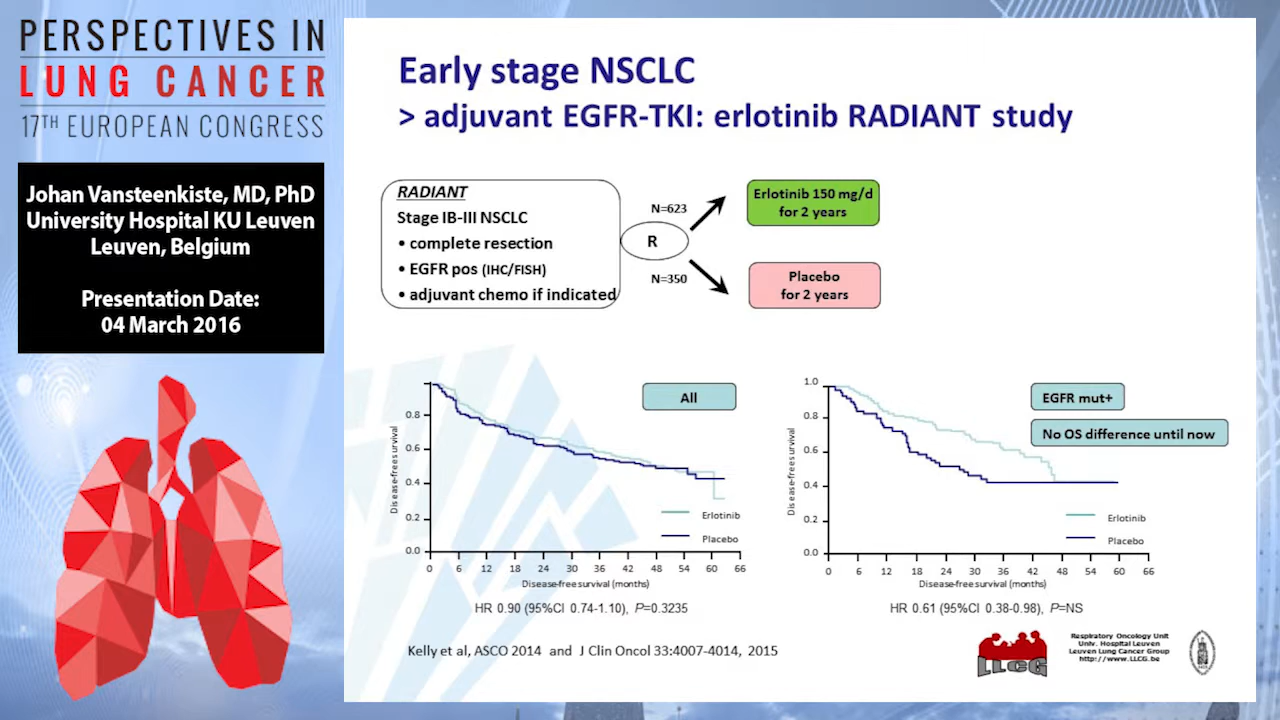 PERSPECTIVES IN
LUNG CANCER
17TH EUROPEAN CONGRESS
Johan Vansteenkiste, MD, PhD
University Hospital KU Leuven
Leuven, Belgium
Presentation Date:
04 March 2016
Early stage NSCLC
> adjuvant EGFR-TKI: erlotinib RADIANT study
RADIANT
Stage IB-III NSCLC
• complete resection
• EGFR pos (IHC/FISH)
• adjuvant chemo if indicated
N=623
R
N=350
Erlotinib 150 mg/d
for 2 years
Placebo
for 2 years
All
Disease-free survival
0.8
0.6
0.4
0.2
0.0
Erlotinib
Placebo
0 6 12 18 24 30 36 42 48 54 60 66
Disease-free survival (months)
HR 0.90 (95%CI 0.74-1.10), P=0.3235
EGFR mut+
No OS difference until now
Disease-free survival
1.0
0.8
0.6
0.4
0.2
0.0
Erlotinib
Placebo
0 6 12 18 24 30 36 42 48 54 60 66
Disease-free survival (months)
HR 0.61 (95%CI 0.38-0.98), P=NS
Kelly et al, ASCO 2014 and J Clin Oncol 33:4007-4014, 2015
LLCG
Respiratory Oncology Unit
Univ. Hospital Leuven
Leuven Lung Cancer Group
http://www.LLCG.be